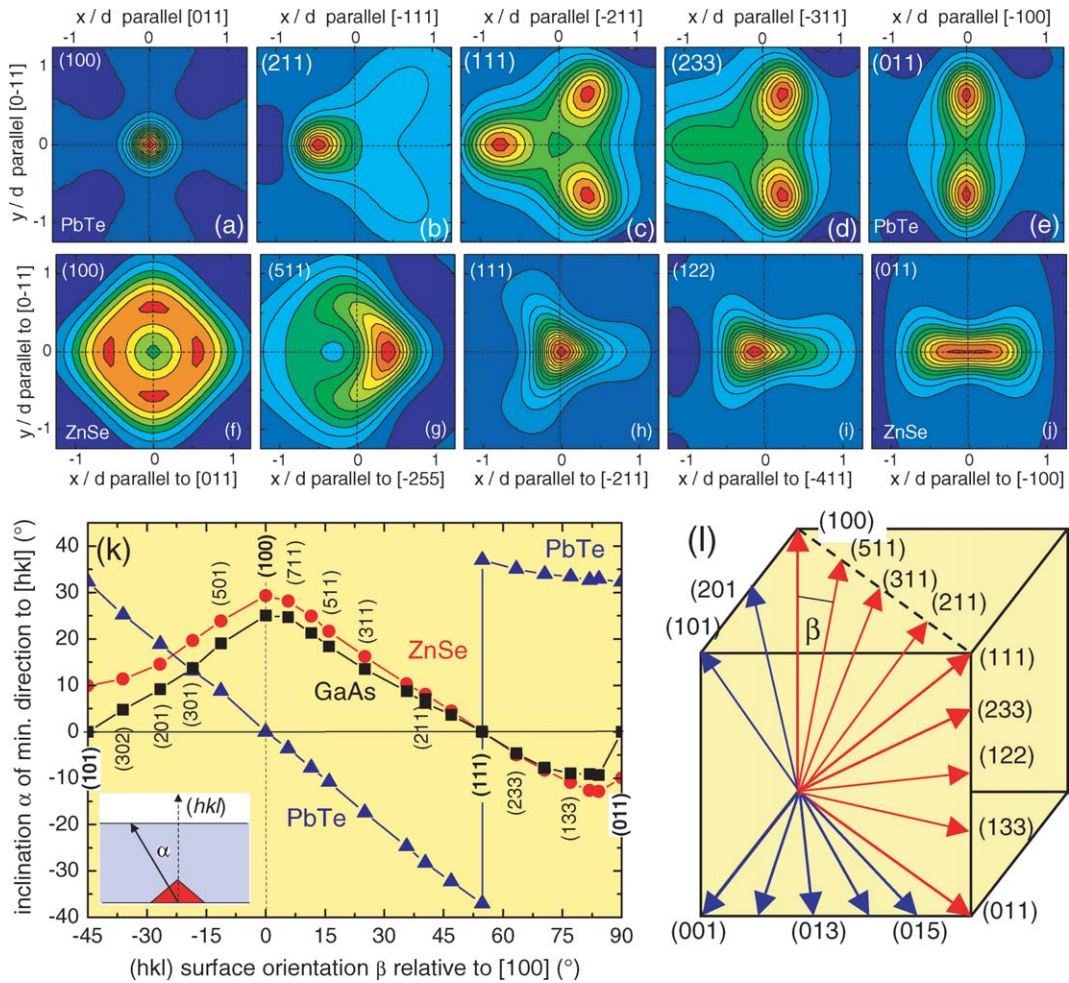 x / d parallel [011]
x / d parallel [-111]
x / d parallel [-211]
x / d parallel [-311]
x / d parallel [-100]
-1 0 1
-1 0 1
-1 0 1
-1 0 1
-1 0 1
y / d parallel [0-11]
1
0
-1
(100)
PbTe
(a)
(211)
(b)
(111)
(c)
(233)
(d)
(011)
PbTe
(e)
y / d parallel to [0-11]
1
0
-1
(100)
ZnSe
(f)
(511)
(g)
(111)
(h)
(122)
(i)
(011)
ZnSe
(j)
-1 0 1
-1 0 1
-1 0 1
-1 0 1
-1 0 1
x / d parallel to [011]
x / d parallel to [-255]
x / d parallel to [-211]
x / d parallel to [-411]
x / d parallel to [-100]
inclination α of min. direction to [hkl] (°)
40
30
20
10
0
-10
-20
-30
-40
(k)
PbTe
ZnSe
GaAs
PbTe
(101)
(302)
(201)
(301)
(501)
(100)
(711)
(511)
(311)
(211)
(111)
(233)
(133)
(011)
(hkl)
α
-45 -30 -15 0 15 30 45 60 75 90
(hkl) surface orientation β relative to [100] (°)
(l)
(100)
(511)
(311)
(211)
(201)
(101)
β
(111)
(233)
(122)
(133)
(011)
(001)
(013)
(015)